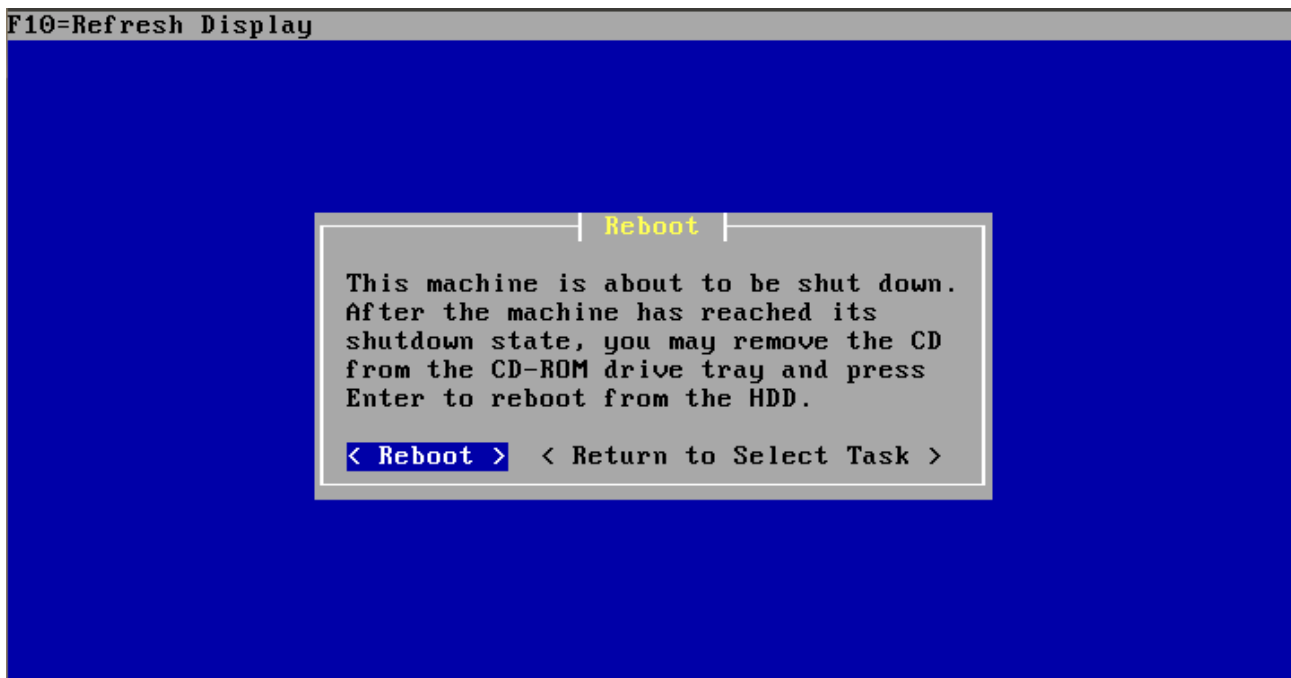 F10=Refresh Display
Reboot
This machine is about to be shut down.
After the machine has reached its
shutdown state, you may remove the CD
from the CD-ROM drive tray and press
Enter to reboot from the HDD.
< Reboot > < Return to Select Task >